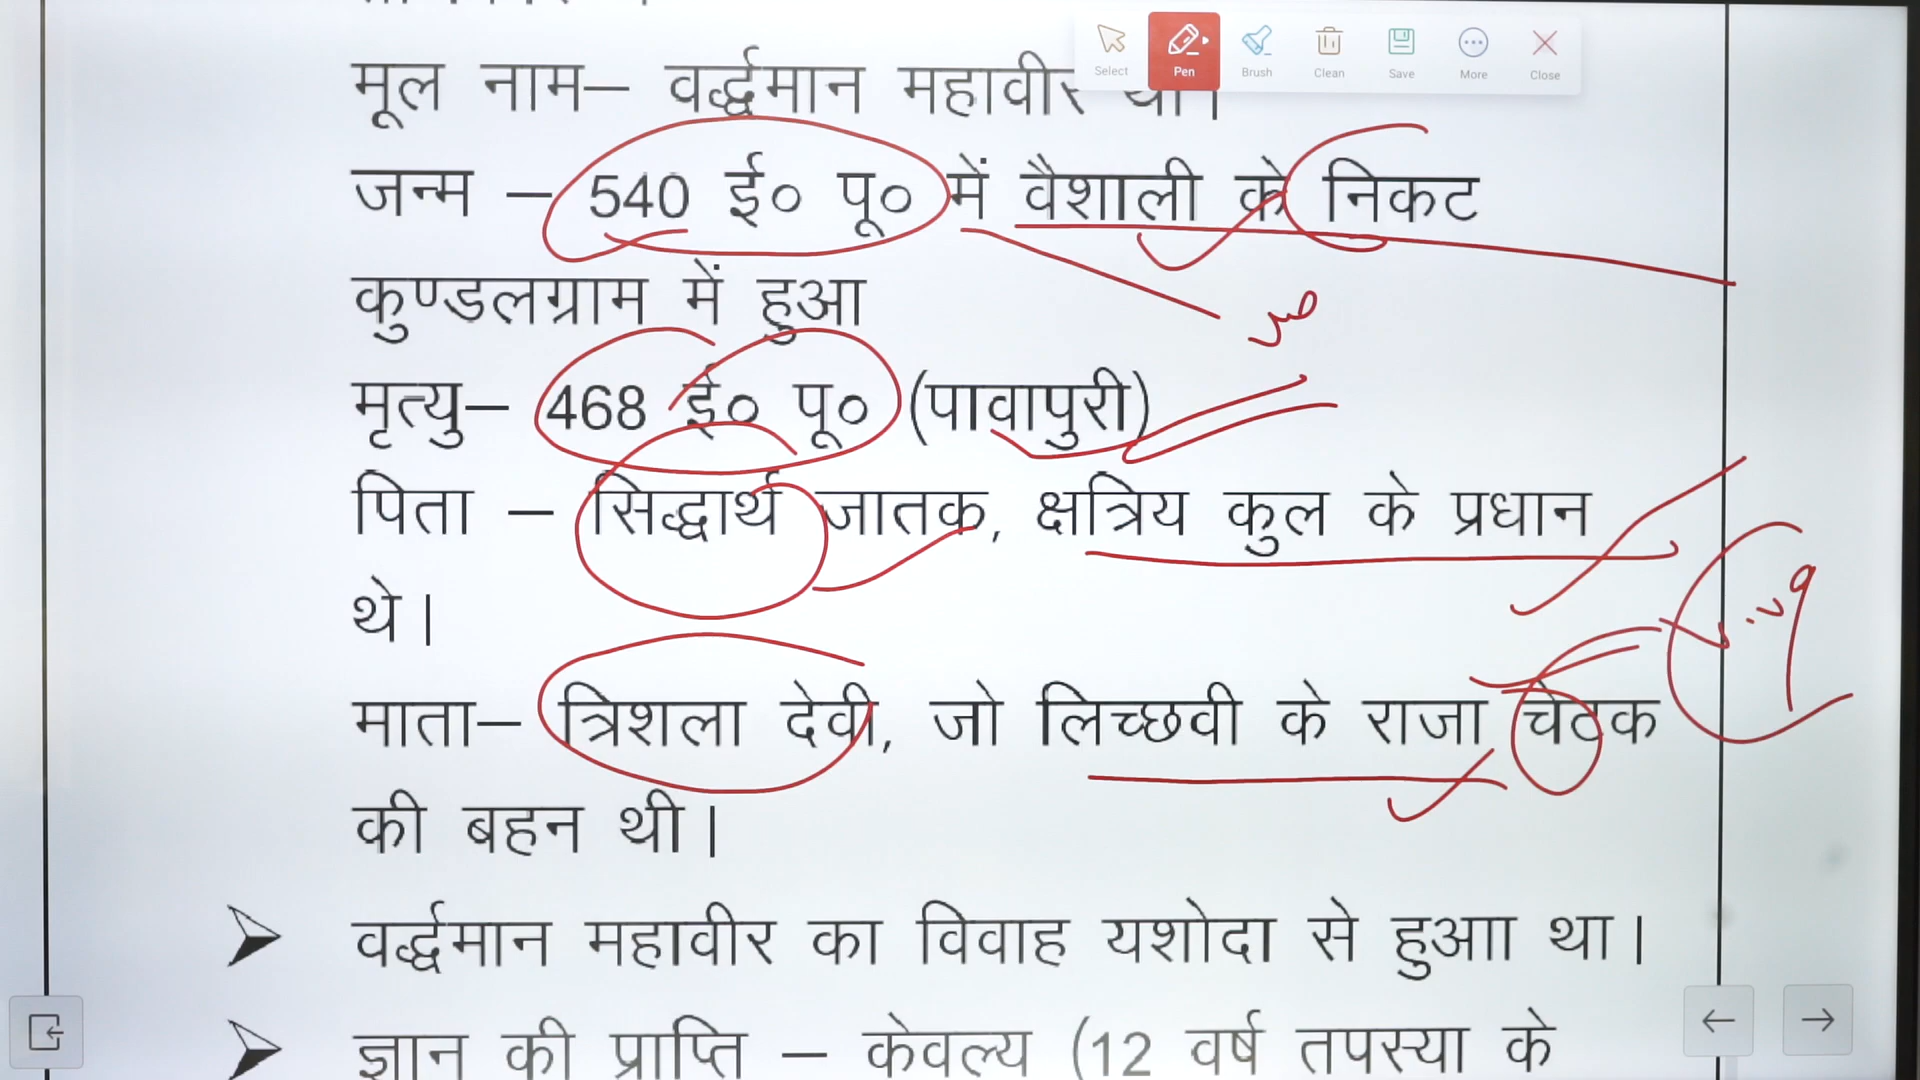 Select Pen Brush Clean Save More Close
मूल नाम– वर्द्धमान महावीर था।
जन्म – 540 ई० पू० में वैशाली के निकट
कुण्डलग्राम में हुआ
मृत्यु– 468 ई० पू० (पावापुरी)
पिता – सिद्धार्थ जातक, क्षत्रिय कुल के प्रधान
थे।
माता– त्रिशला देवी, जो लिच्छवी के राजा चेटक
की बहन थी।
➢ वर्द्धमान महावीर का विवाह यशोदा से हुआा था।
➢ ज्ञान की प्राप्ति – केवल्य (12 वर्ष तपस्या के